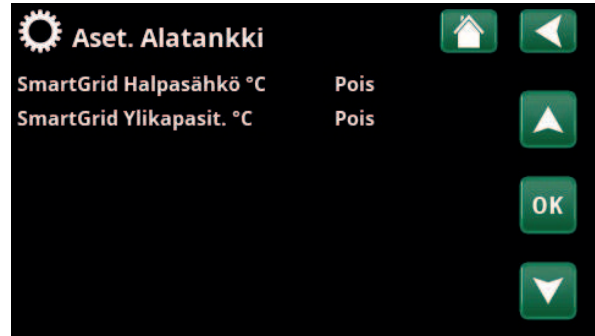 Aset. Alatankki
SmartGrid Halpasähkö °C Pois
SmartGrid Ylikapasit. °C Pois
OK